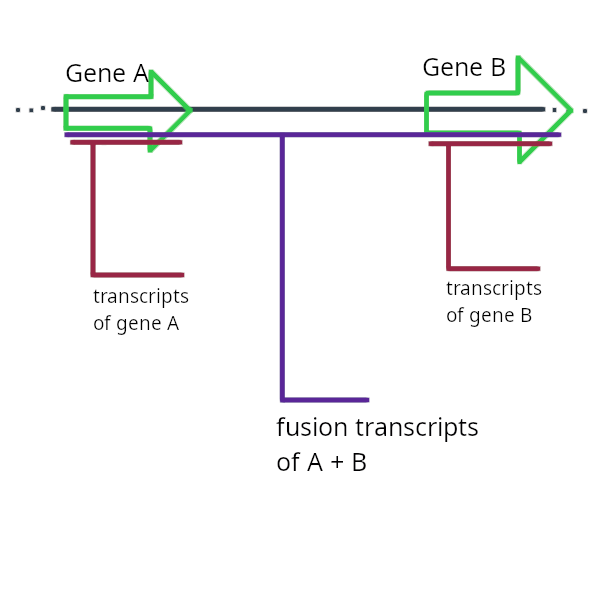 Gene A
Gene B
transcripts
of gene A
transcripts
of gene B
fusion transcripts
of A + B